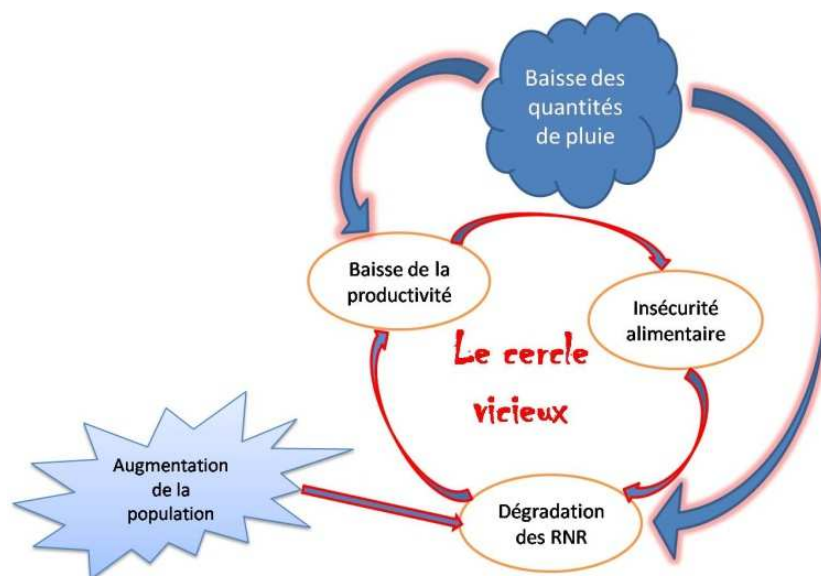 Baisse des
quantités
de pluie
Baisse de la
productivité
Insécurité
alimentaire
Le cercle
vicieux
Augmentation
de la
population
Dégradation
des RNR